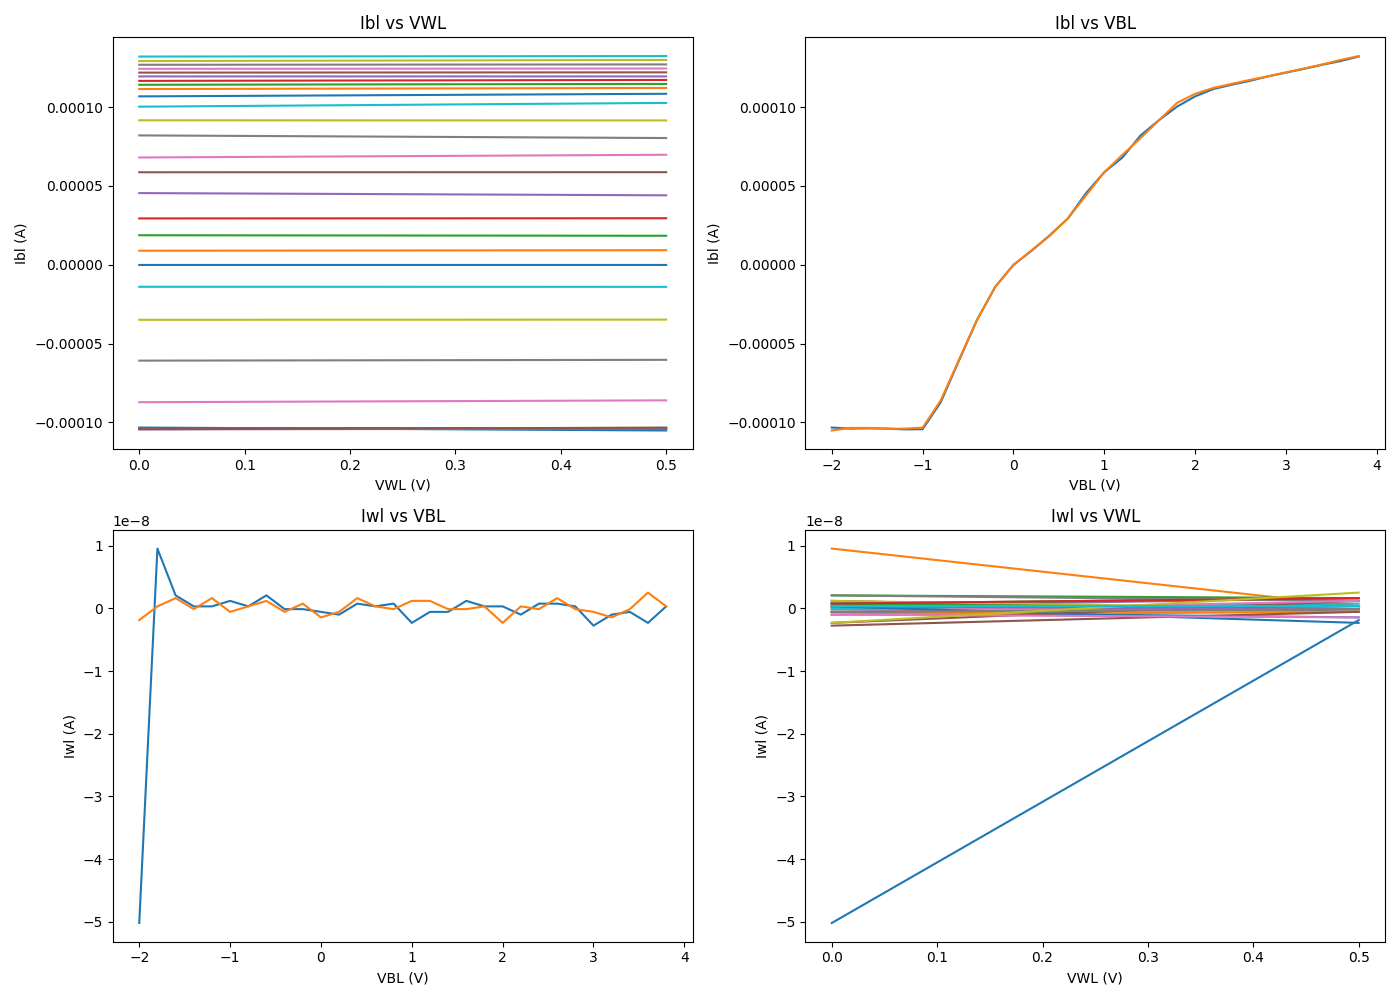 Ibl vs VWL
Ibl (A)
0.00010
0.00005
0.00000
−0.00005
−0.00010
0.0 0.1 0.2 0.3 0.4 0.5
VWL (V)
Ibl vs VBL
Ibl (A)
0.00010
0.00005
0.00000
−0.00005
−0.00010
−2 −1 0 1 2 3 4
VBL (V)
Iwl vs VBL
1e−8
Iwl (A)
1
0
−1
−2
−3
−4
−5
−2 −1 0 1 2 3 4
VBL (V)
Iwl vs VWL
1e−8
Iwl (A)
1
0
−1
−2
−3
−4
−5
0.0 0.1 0.2 0.3 0.4 0.5
VWL (V)